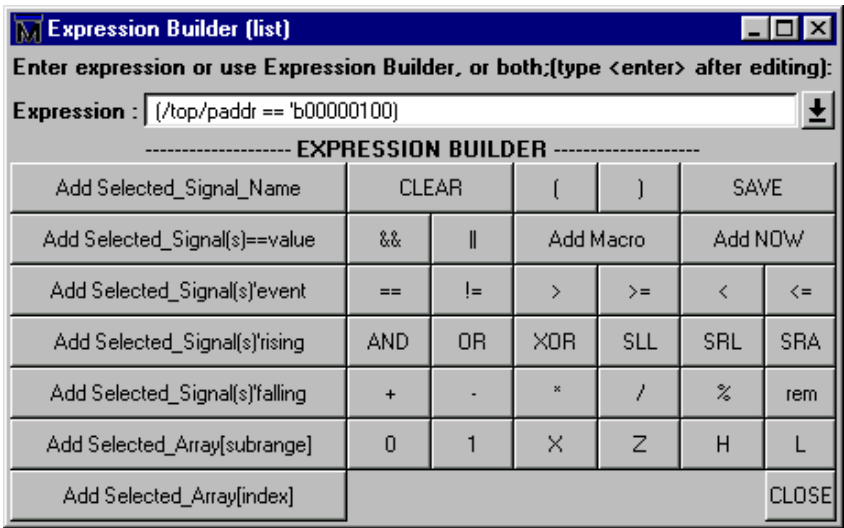 Expression Builder (list)
Enter expression or use Expression Builder, or both;(type <enter> after editing):
Expression : (/top/paddr == 'b00000100)
-------------------- EXPRESSION BUILDER --------------------
Add Selected_Signal_Name CLEAR ( ) SAVE
Add Selected_Signal(s)==value && || Add Macro Add NOW
Add Selected_Signal(s)'event == != > >= < <=
Add Selected_Signal(s)'rising AND OR XOR SLL SRL SRA
Add Selected_Signal(s)'falling + - * / % rem
Add Selected_Array[subrange] 0 1 X Z H L
Add Selected_Array[index] CLOSE